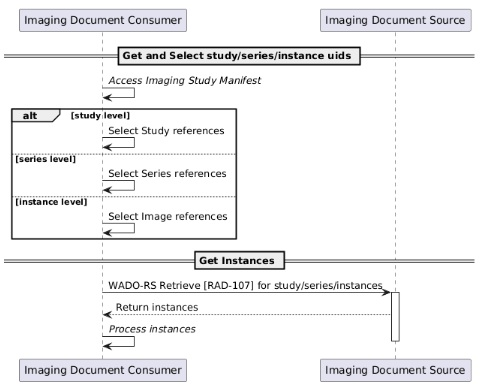 Imaging Document Consumer
Imaging Document Source
Get and Select study/series/instance uids
Access Imaging Study Manifest
alt
[study level]
Select Study references
[series level]
Select Series references
[instance level]
Select Image references
Get Instances
WADO-RS Retrieve [RAD-107] for study/series/instances
Return instances
Process instances
Imaging Document Consumer
Imaging Document Source